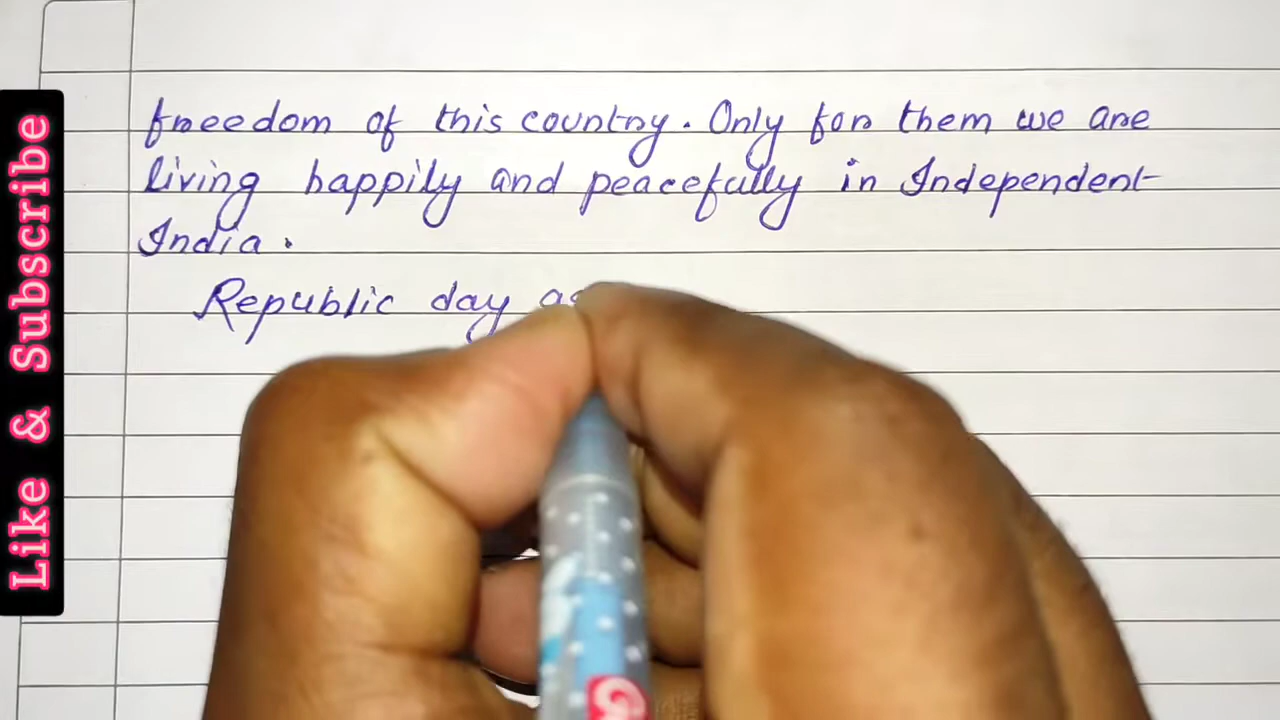 Like & Subscribe
freedom of this country. Only for them we are
living happily and peacefully in Independent
India.
Republic day